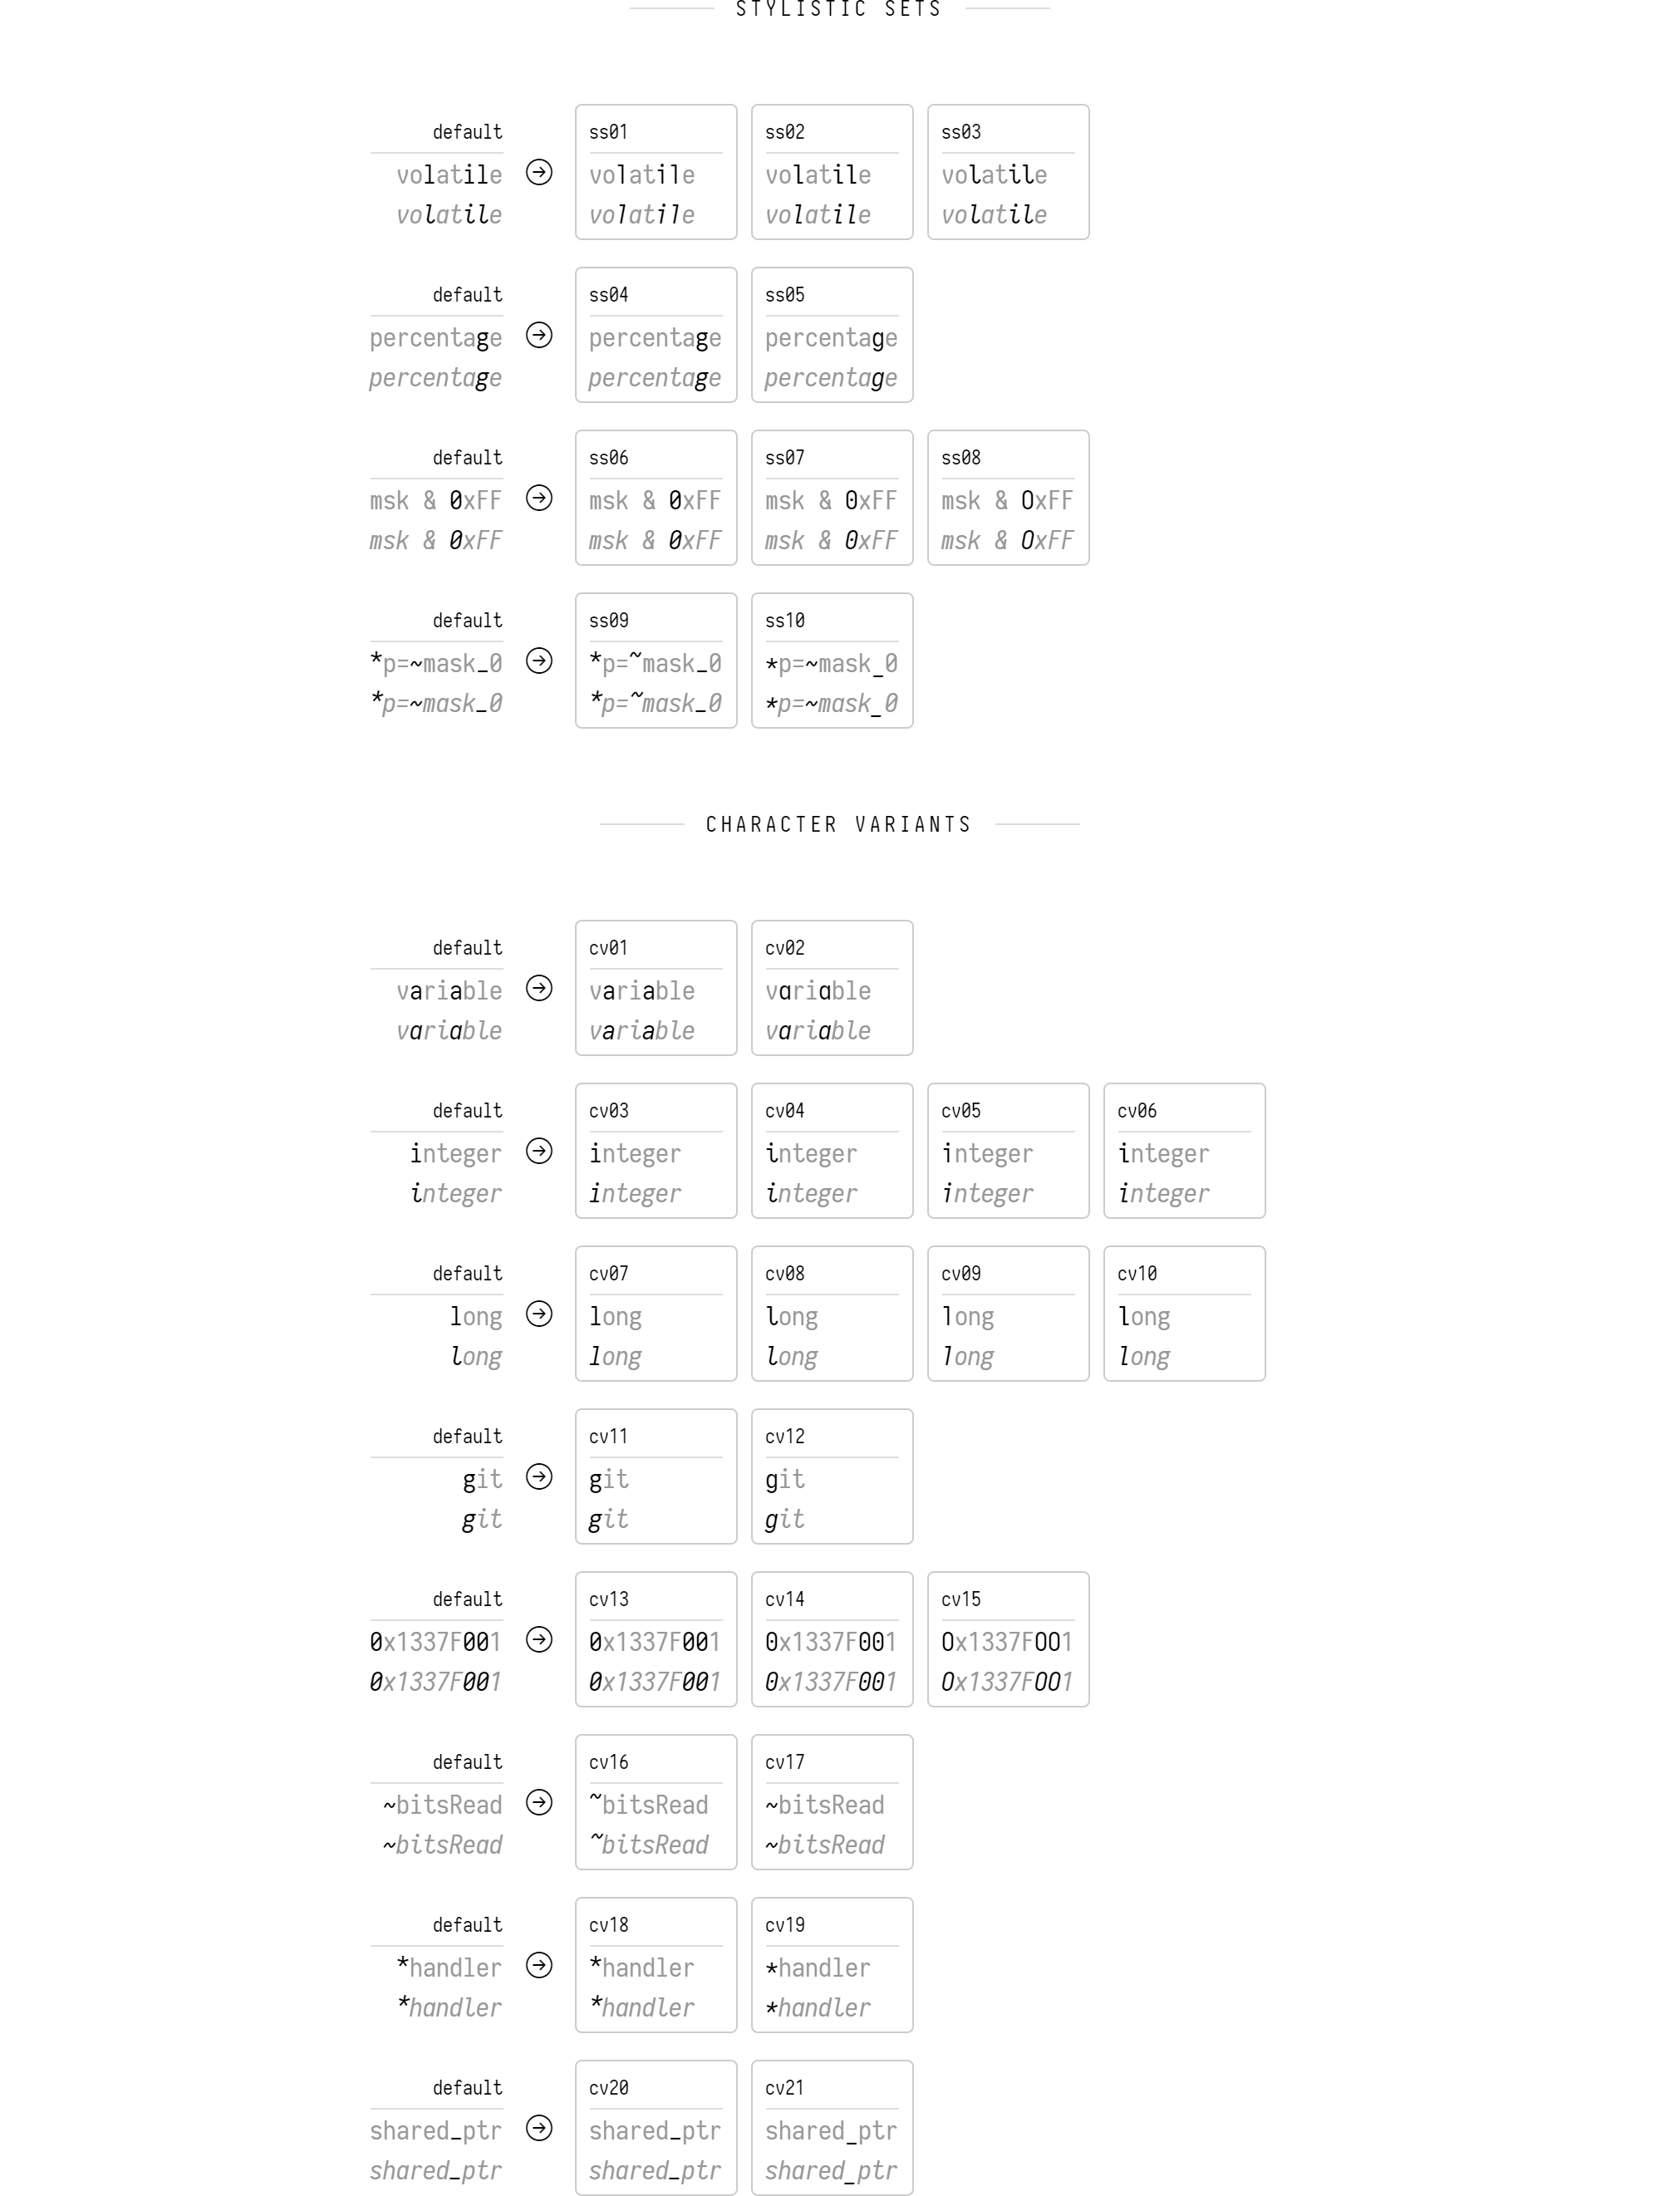 STYLISTIC SETS
default ss01 ss02 ss03
volatile volatile volatile volatile
volatile volatile volatile volatile
default ss04 ss05
percentage percentage percentage
percentage percentage percentage
default ss06 ss07 ss08
msk & 0xFF msk & 0xFF msk & 0xFF msk & 0xFF
msk & 0xFF msk & 0xFF msk & 0xFF msk & 0xFF
default ss09 ss10
*p=~mask_0 *p=~mask_0 *p=~mask_0
*p=~mask_0 *p=~mask_0 *p=~mask_0
CHARACTER VARIANTS
default cv01 cv02
variable variable variable
variable variable variable
default cv03 cv04 cv05 cv06
integer integer integer integer integer
integer integer integer integer integer
default cv07 cv08 cv09 cv10
long long long long long
long long long long long
default cv11 cv12
git git git
git git git
default cv13 cv14 cv15
0x1337F001 0x1337F001 0x1337F001 0x1337F001
0x1337F001 0x1337F001 0x1337F001 0x1337F001
default cv16 cv17
~bitsRead ~bitsRead ~bitsRead
~bitsRead ~bitsRead ~bitsRead
default cv18 cv19
*handler *handler *handler
*handler *handler *handler
default cv20 cv21
shared_ptr shared_ptr shared_ptr
shared_ptr shared_ptr shared_ptr